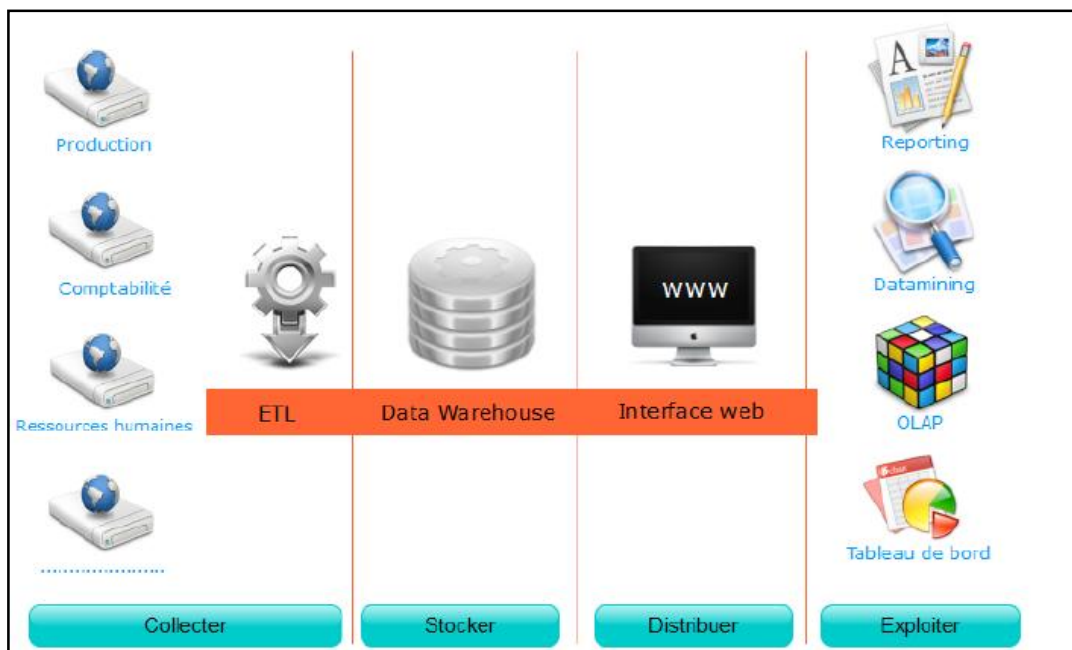 Production
Comptabilité
Ressources humaines
.......................
ETL
Data Warehouse
www
Interface web
A
Reporting
Datamining
OLAP
Tableau de bord
Collecter
Stocker
Distribuer
Exploiter